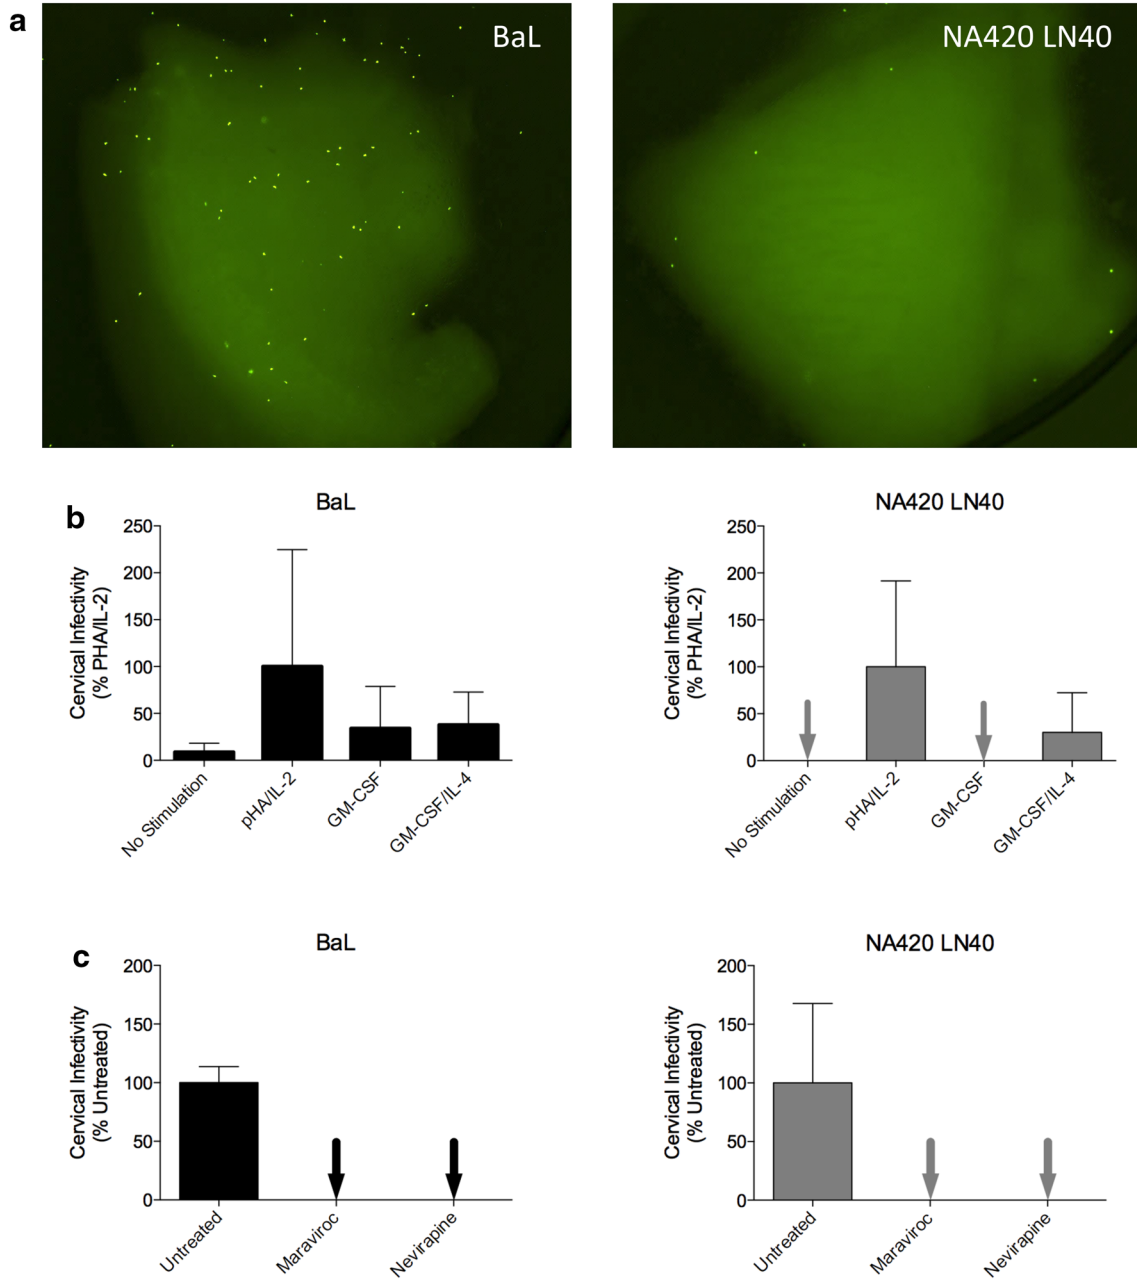 a
BaL
NA420 LN40
b
BaL
250
200
150
100
50
0
Cervical Infectivity
(% PHA/IL-2)
No Stimulation
pHA/IL-2
GM-CSF
GM-CSF/IL-4
NA420 LN40
250
200
150
100
50
0
Cervical Infectivity
(% PHA/IL-2)
No Stimulation
pHA/IL-2
GM-CSF
GM-CSF/IL-4
c
BaL
200
150
100
50
0
Cervical Infectivity
(% Untreated)
Untreated
Maraviroc
Nevirapine
NA420 LN40
200
150
100
50
0
Cervical Infectivity
(% Untreated)
Untreated
Maraviroc
Nevirapine